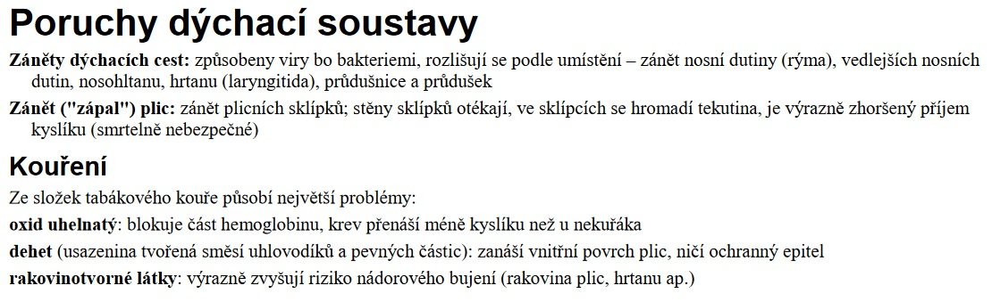 Poruchy dýchací soustavy
Záněty dýchacích cest: způsobeny viry bo bakteriemi, rozlišují se podle umístění – zánět nosní dutiny (rýma), vedlejších nosních
dutin, nosohltanu, hrtanu (laryngitida), průdušnice a průdušek
Zánět ("zápal") plic: zánět plicních sklípků; stěny sklípků otékají, ve sklípcích se hromadí tekutina, je výrazně zhoršený příjem
kyslíku (smrtelně nebezpečné)
Kouření
Ze složek tabákového kouře působí největší problémy:
oxid uhelnatý: blokuje část hemoglobinu, krev přenáší méně kyslíku než u nekuřáka
dehet (usazenina tvořená směsí uhlovodíků a pevných částic): zanáší vnitřní povrch plic, ničí ochranný epitel
rakovinotvorné látky: výrazně zvyšují riziko nádorového bujení (rakovina plic, hrtanu ap.)